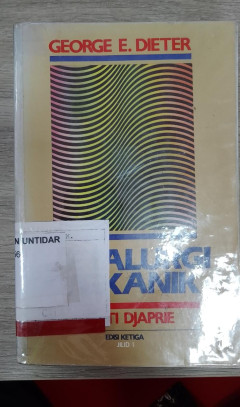 GEORGE E. DIETER
N UNTIDAR
ALURGI
KANIK
TI DJAPRIE
EDISI KETIGA
JILID 1